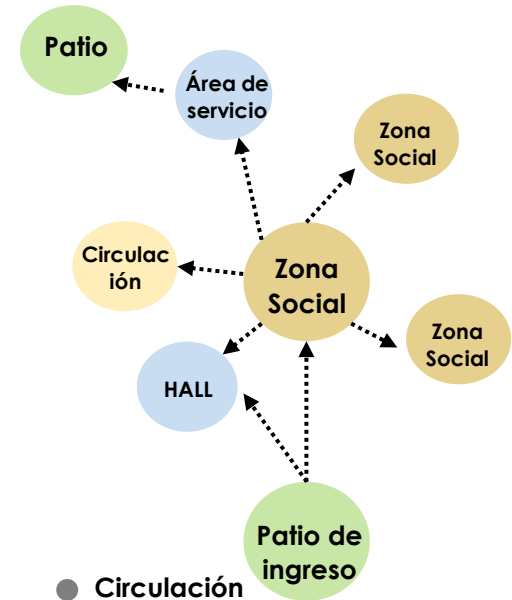 Patio
Área de
servicio
Zona
Social
Circulac
ión
Zona
Social
Zona
Social
HALL
Patio de
ingreso
Circulación